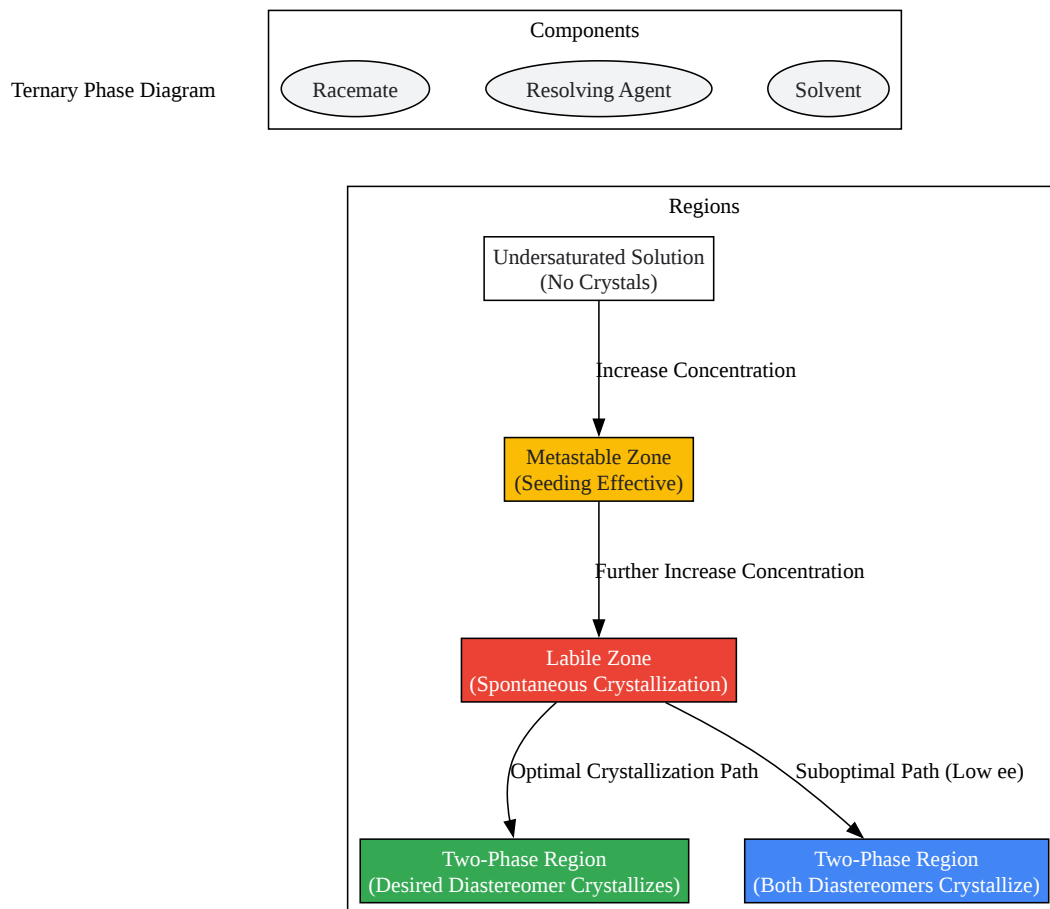 Components
Ternary Phase Diagram
Racemate
Resolving Agent
Solvent
Regions
Undersaturated Solution
(No Crystals)
Increase Concentration
Metastable Zone
(Seeding Effective)
Further Increase Concentration
Labile Zone
(Spontaneous Crystallization)
Optimal Crystallization Path
Suboptimal Path (Low ee)
Two-Phase Region
(Desired Diastereomer Crystallizes)
Two-Phase Region
(Both Diastereomers Crystallize)